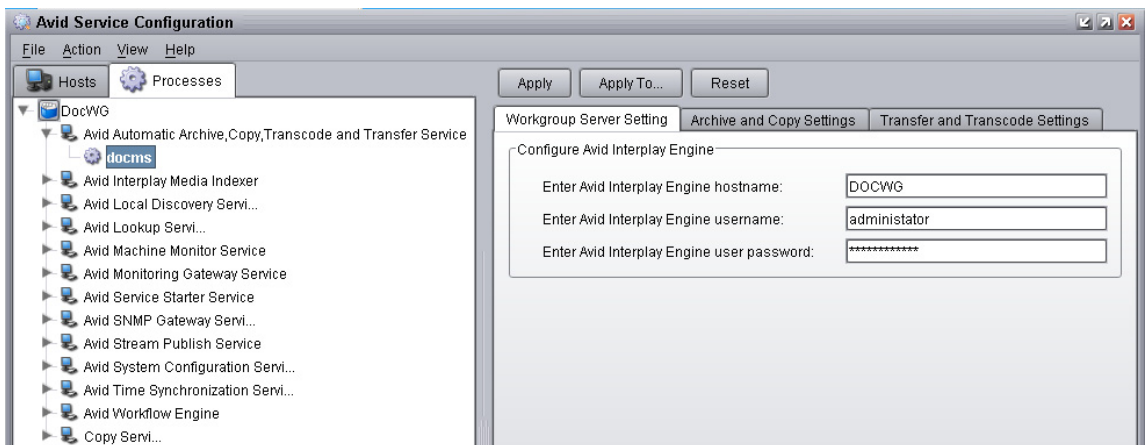 Avid Service Configuration
File Action View Help
Hosts Processes
DocWG
Avid Automatic Archive,Copy,Transcode and Transfer Service
docms
Avid Interplay Media Indexer
Avid Local Discovery Servi...
Avid Lookup Servi...
Avid Machine Monitor Service
Avid Monitoring Gateway Service
Avid Service Starter Service
Avid SNMP Gateway Servi...
Avid Stream Publish Service
Avid System Configuration Servi...
Avid Time Synchronization Servi...
Avid Workflow Engine
Copy Servi...
Apply Apply To... Reset
Workgroup Server Setting Archive and Copy Settings Transfer and Transcode Settings
Configure Avid Interplay Engine
Enter Avid Interplay Engine hostname: DOCWG
Enter Avid Interplay Engine username: administator
Enter Avid Interplay Engine user password: ************